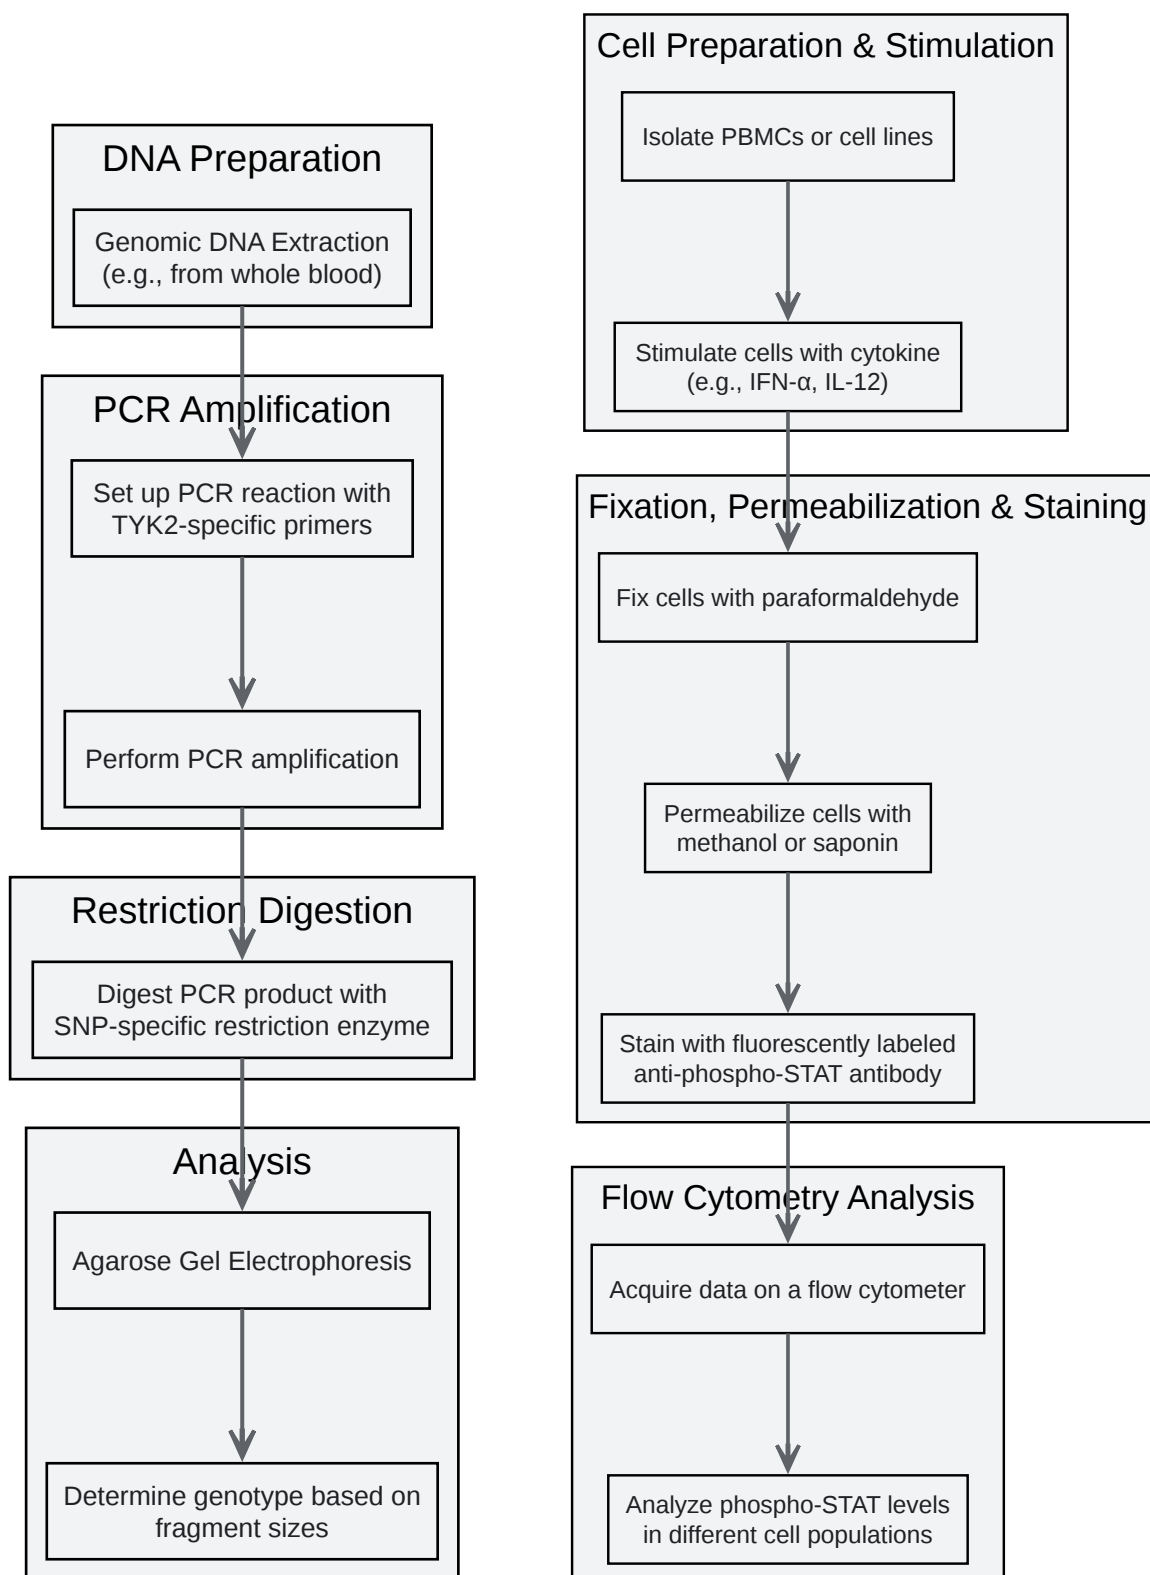 DNA Preparation
Genomic DNA Extraction
(e.g., from whole blood)
PCR Amplification
Set up PCR reaction with
TYK2-specific primers
Perform PCR amplification
Restriction Digestion
Digest PCR product with
SNP-specific restriction enzyme
Analysis
Agarose Gel Electrophoresis
Determine genotype based on
fragment sizes
Cell Preparation & Stimulation
Isolate PBMCs or cell lines
Stimulate cells with cytokine
(e.g., IFN-α, IL-12)
Fixation, Permeabilization & Staining
Fix cells with paraformaldehyde
Permeabilize cells with
methanol or saponin
Stain with fluorescently labeled
anti-phospho-STAT antibody
Flow Cytometry Analysis
Acquire data on a flow cytometer
Analyze phospho-STAT levels
in different cell populations